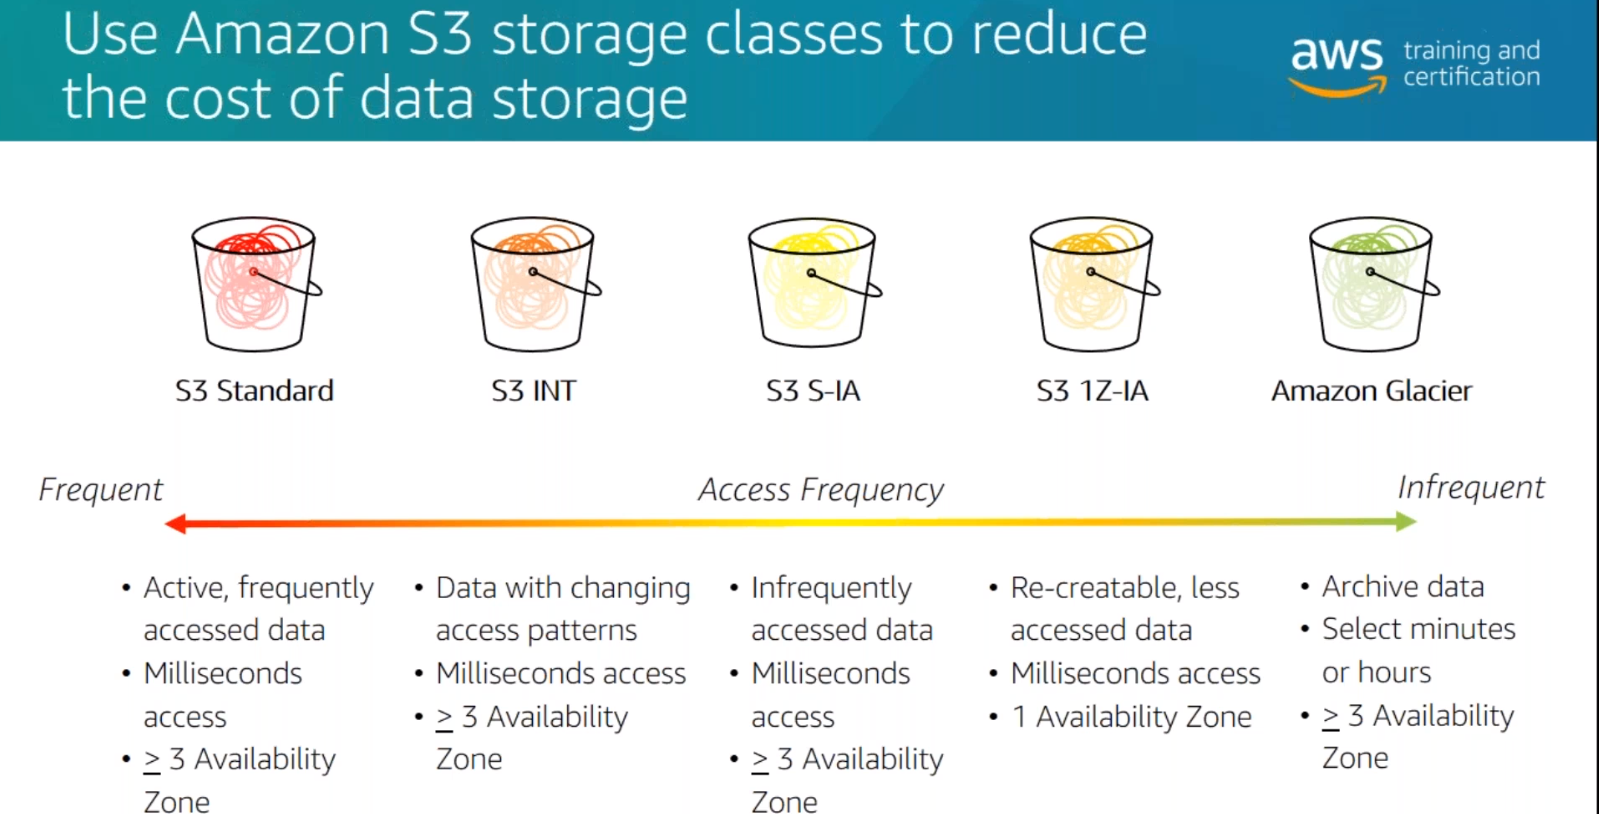 Use Amazon S3 storage classes to reduce
the cost of data storage
aws training and
certification
S3 Standard
S3 INT
S3 S-IA
S3 1Z-IA
Amazon Glacier
Frequent
Access Frequency
Infrequent
• Active, frequently
accessed data
• Milliseconds
access
• ≥ 3 Availability
Zone
• Data with changing
access patterns
• Milliseconds access
• ≥ 3 Availability
Zone
• Infrequently
accessed data
• Milliseconds
access
• ≥ 3 Availability
Zone
• Re-creatable, less
accessed data
• Milliseconds access
• 1 Availability Zone
• Archive data
• Select minutes
or hours
• ≥ 3 Availability
Zone